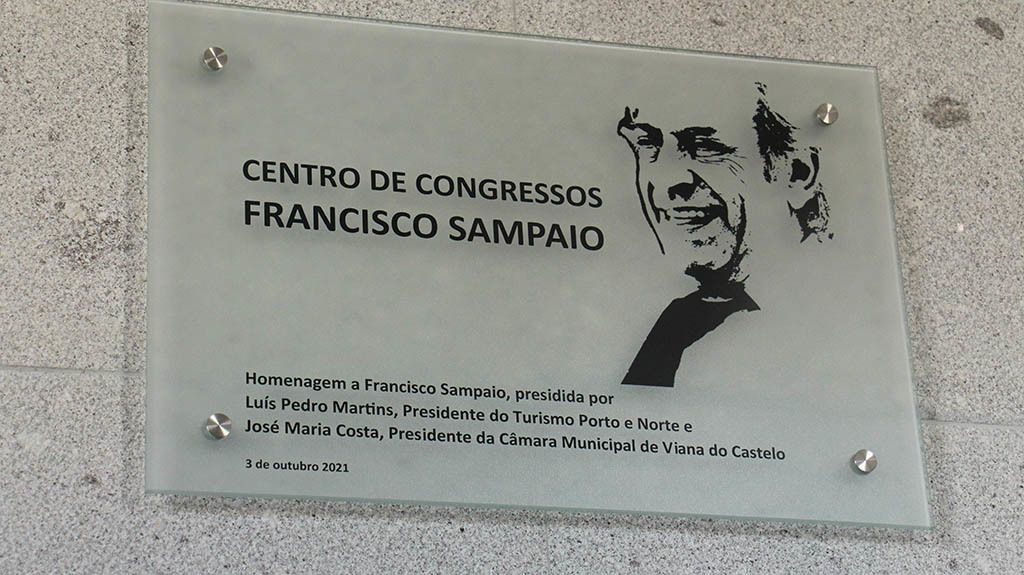 CENTRO DE CONGRESSOS
FRANCISCO SAMPAIO
Homenagem a Francisco Sampaio, presidida por
Luís Pedro Martins, Presidente do Turismo Porto e Norte e
José Maria Costa, Presidente da Câmara Municipal de Viana do Castelo
3 de outubro 2021